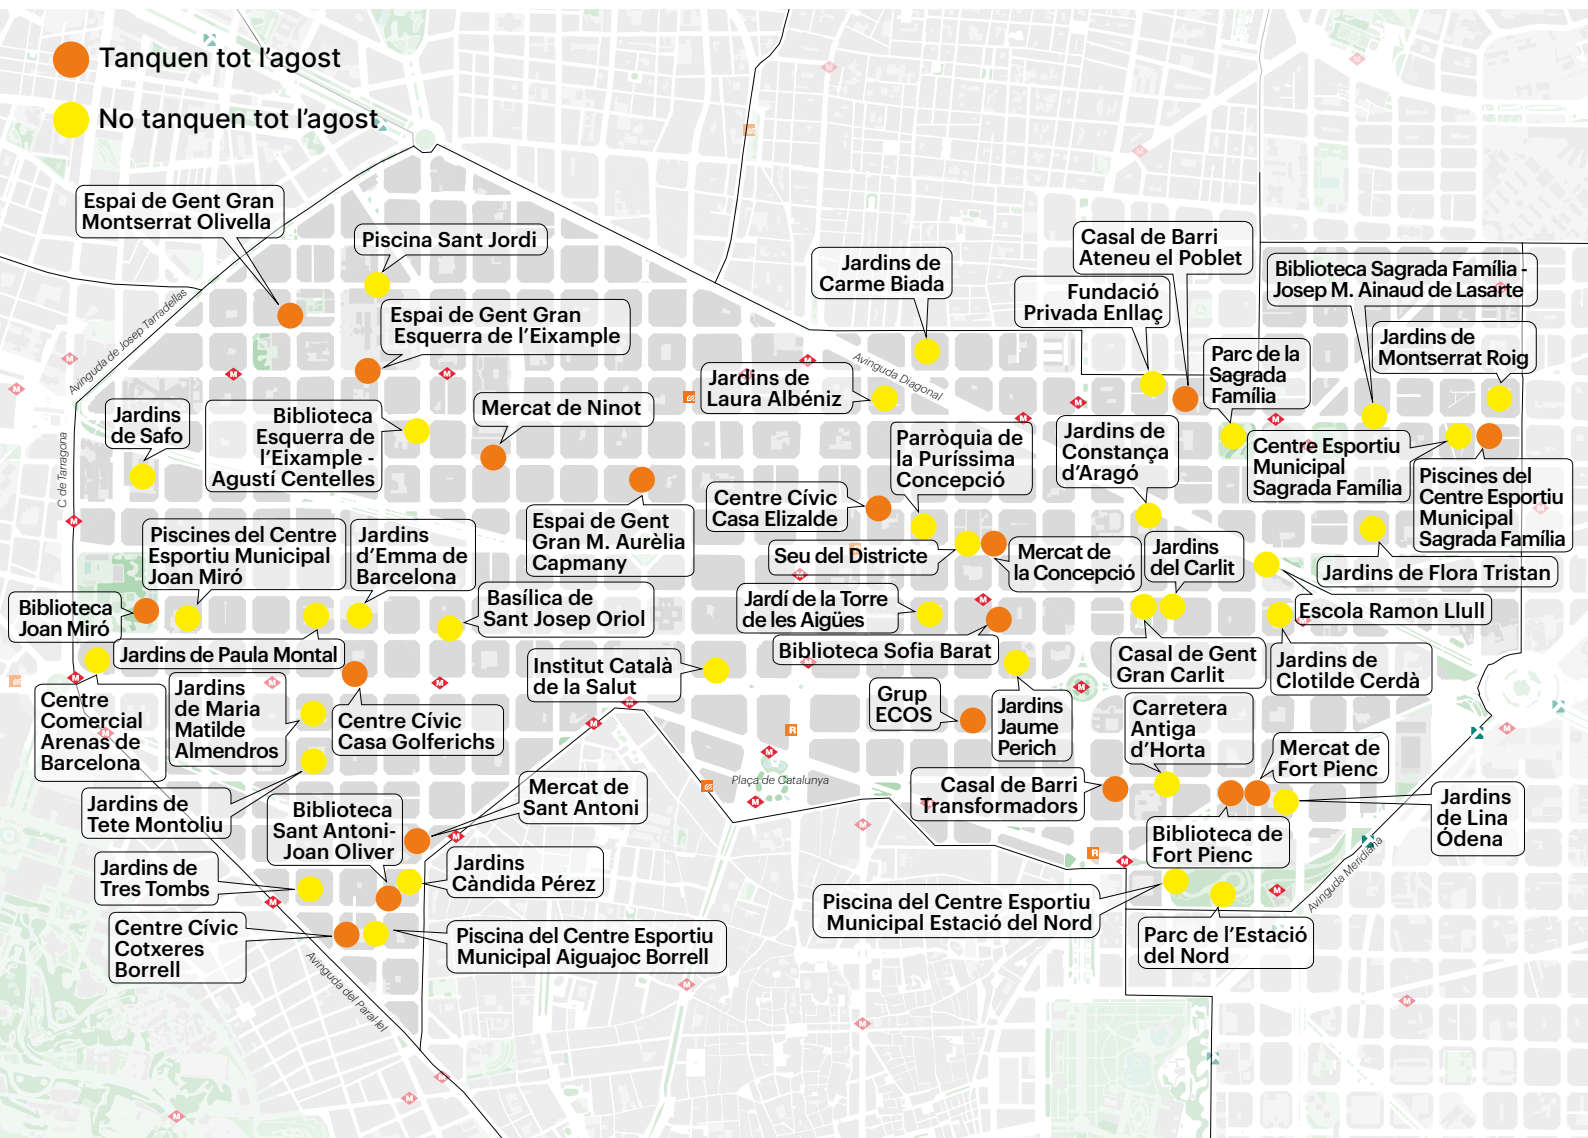 Tanquen tot l’agost
No tanquen tot l’agost
Espai de Gent Gran
Montserrat Olivella
Piscina Sant Jordi
Espai de Gent Gran
Esquerra de l’Eixample
Jardins de
Carme Biada
Casal de Barri
Ateneu el Poblet
Fundació
Privada Enllaç
Biblioteca Sagrada Família -
Josep M. Ainaud de Lasarte
Jardins de
Montserrat Roig
Parc de la
Sagrada
Família
Avinguda de Josep Tarradellas
Avinguda Diagonal
C. de Tarragona
Jardins
de Safo
Biblioteca
Esquerra de
l’Eixample -
Agustí Centelles
Mercat de Ninot
Jardins de
Laura Albéniz
Parròquia de
la Puríssima
Concepció
Jardins de
Constança
d’Aragó
Centre Esportiu
Municipal
Sagrada Família
Piscines del
Centre Esportiu
Municipal
Sagrada Família
Centre Cívic
Casa Elizalde
Espai de Gent
Gran M. Aurèlia
Capmany
Seu del Districte
Mercat de
la Concepció
Jardins
del Carlit
Jardins de Flora Tristan
Piscines del Centre
Esportiu Municipal
Joan Miró
Jardins
d’Emma de
Barcelona
Biblioteca
Joan Miró
Basílica de
Sant Josep Oriol
Jardí de la Torre
de les Aigües
Escola Ramon Llull
Jardins de Paula Montal
Biblioteca Sofia Barat
Institut Català
de la Salut
Casal de Gent
Gran Carlit
Jardins de
Clotilde Cerdà
Centre
Comercial
Arenas de
Barcelona
Jardins
de Maria
Matilde
Almendros
Centre Cívic
Casa Golferichs
Grup
ECOS
Jardins
Jaume
Perich
Carretera
Antiga
d’Horta
Mercat de
Fort Pienc
Plaça de Catalunya
Casal de Barri
Transformadors
Jardins
de Lina
Òdena
Jardins de
Tete Montoliu
Biblioteca
Sant Antoni-
Joan Oliver
Mercat de
Sant Antoni
Biblioteca de
Fort Pienc
Avinguda Meridiana
Jardins de
Tres Tombs
Jardins
Càndida Pérez
Piscina del Centre Esportiu
Municipal Estació del Nord
Centre Cívic
Cotxeres
Borrell
Piscina del Centre Esportiu
Municipal Aiguajoc Borrell
Parc de l’Estació
del Nord
Avinguda del Paral·lel